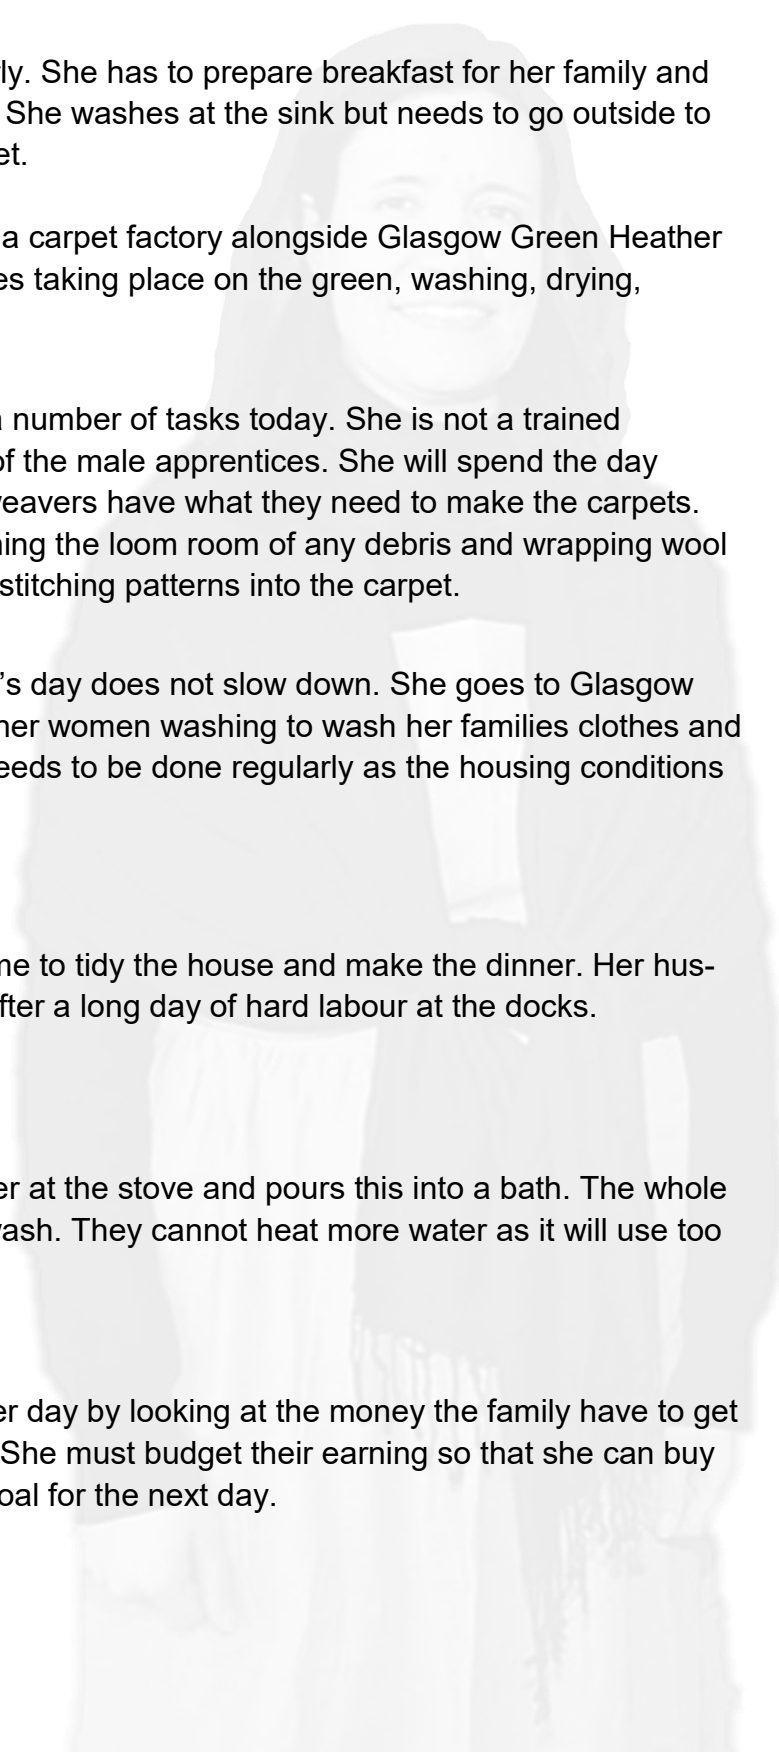 ly. She has to prepare breakfast for her family and
She washes at the sink but needs to go outside to
et.
a carpet factory alongside Glasgow Green Heather
es taking place on the green, washing, drying,
number of tasks today. She is not a trained
of the male apprentices. She will spend the day
eavers have what they need to make the carpets.
ing the loom room of any debris and wrapping wool
stitching patterns into the carpet.
’s day does not slow down. She goes to Glasgow
her women washing to wash her families clothes and
eeds to be done regularly as the housing conditions
me to tidy the house and make the dinner. Her hus-
fter a long day of hard labour at the docks.
er at the stove and pours this into a bath. The whole
ash. They cannot heat more water as it will use too
er day by looking at the money the family have to get
She must budget their earning so that she can buy
oal for the next day.